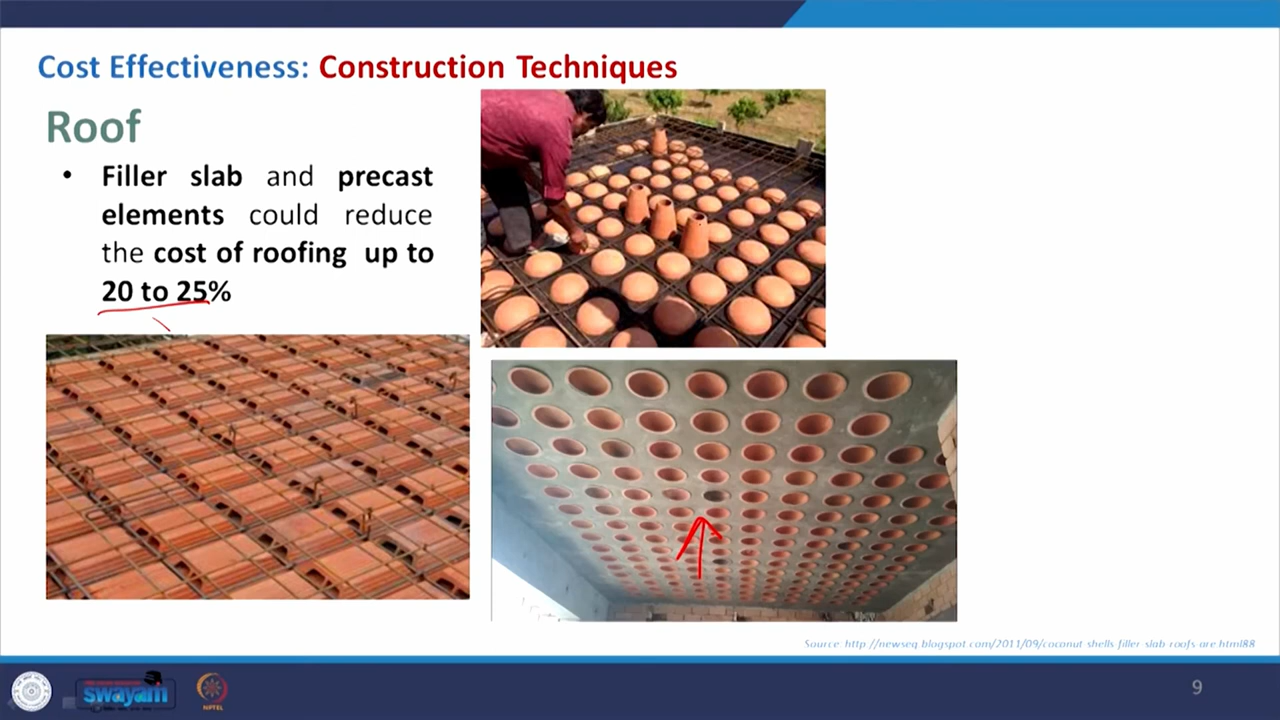 Cost Effectiveness: Construction Techniques
Roof
• Filler slab and precast
elements could reduce
the cost of roofing up to
20 to 25%
Source: http://newseq.blogspot.com/2011/09/coconut-shells-filler-slab-roofs-are.html88
swayam
NPTEL
9